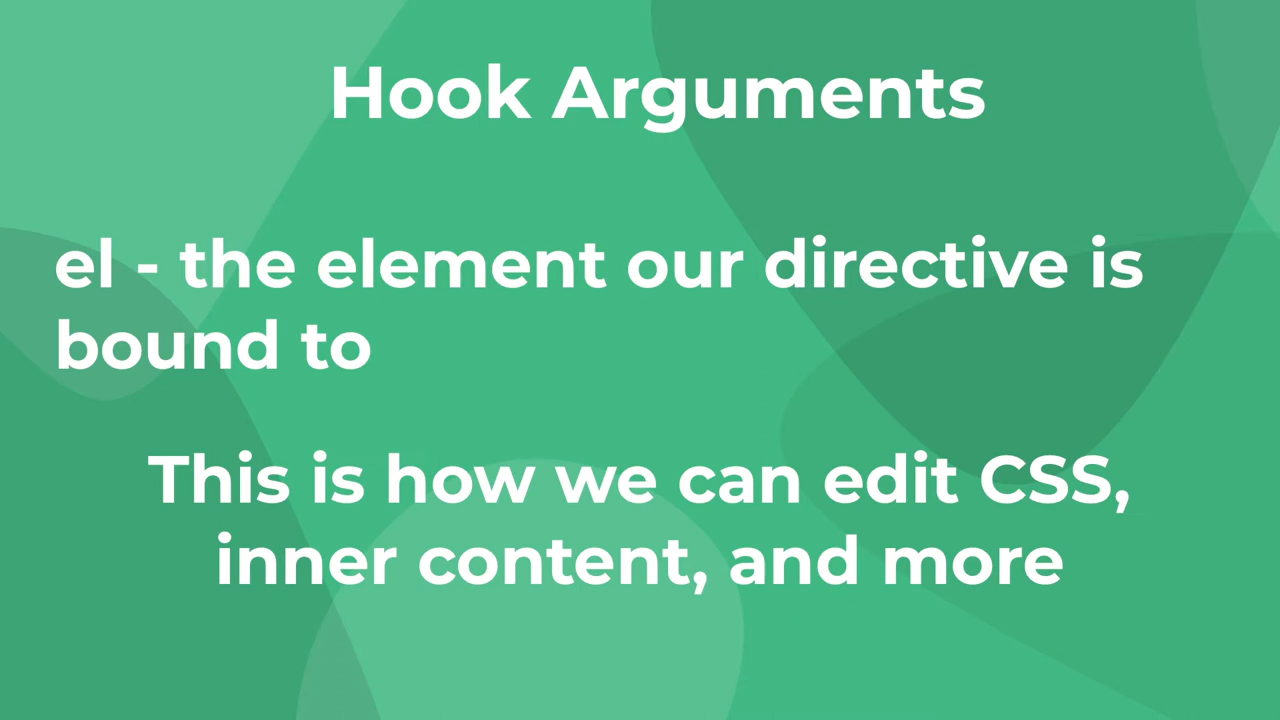 Hook Arguments
el - the element our directive is
bound to
This is how we can edit CSS,
inner content, and more